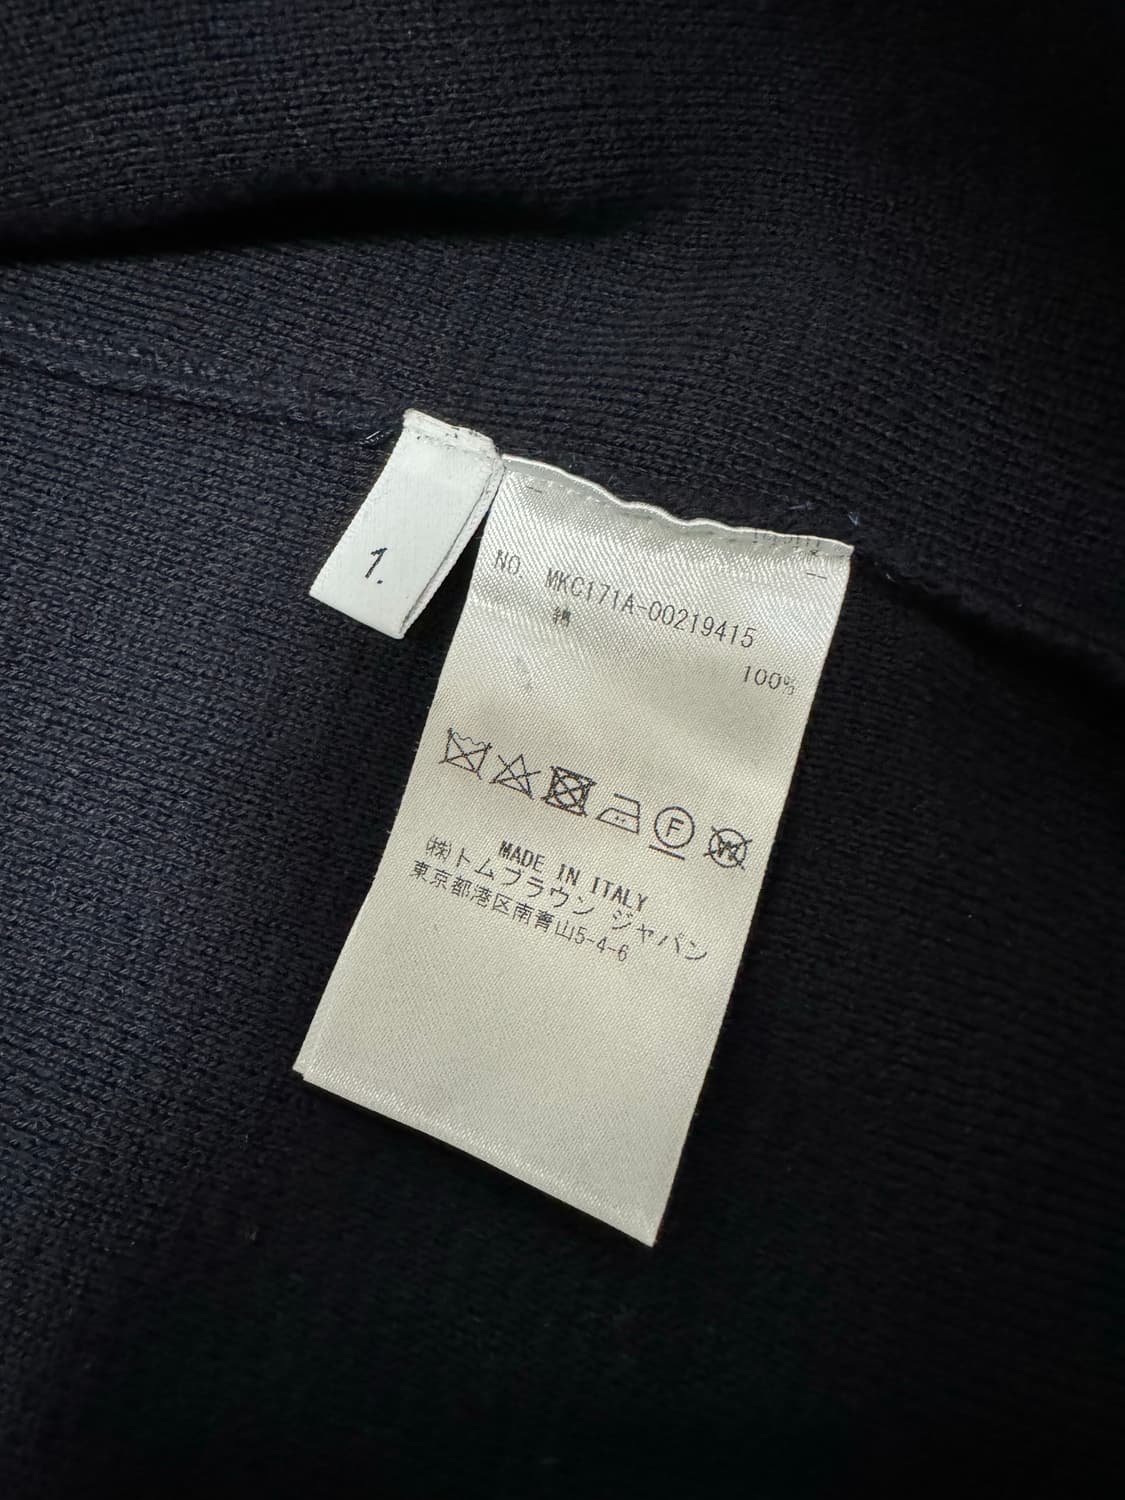 1.
NO. MKC171A-00219415
綿
100%
F
W
MADE IN ITALY
(株)トムブラウン ジャパン
東京都港区南青山5-4-6